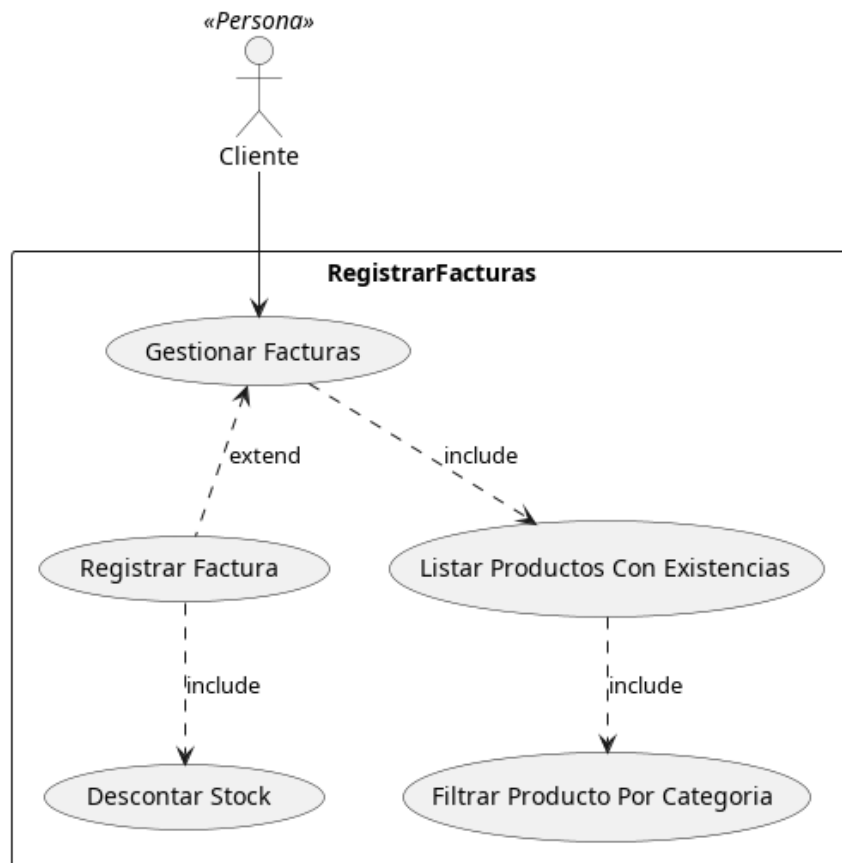 «Persona»
Cliente
RegistrarFacturas
Gestionar Facturas
extend
include
Registrar Factura
Listar Productos Con Existencias
include
include
Descontar Stock
Filtrar Producto Por Categoria